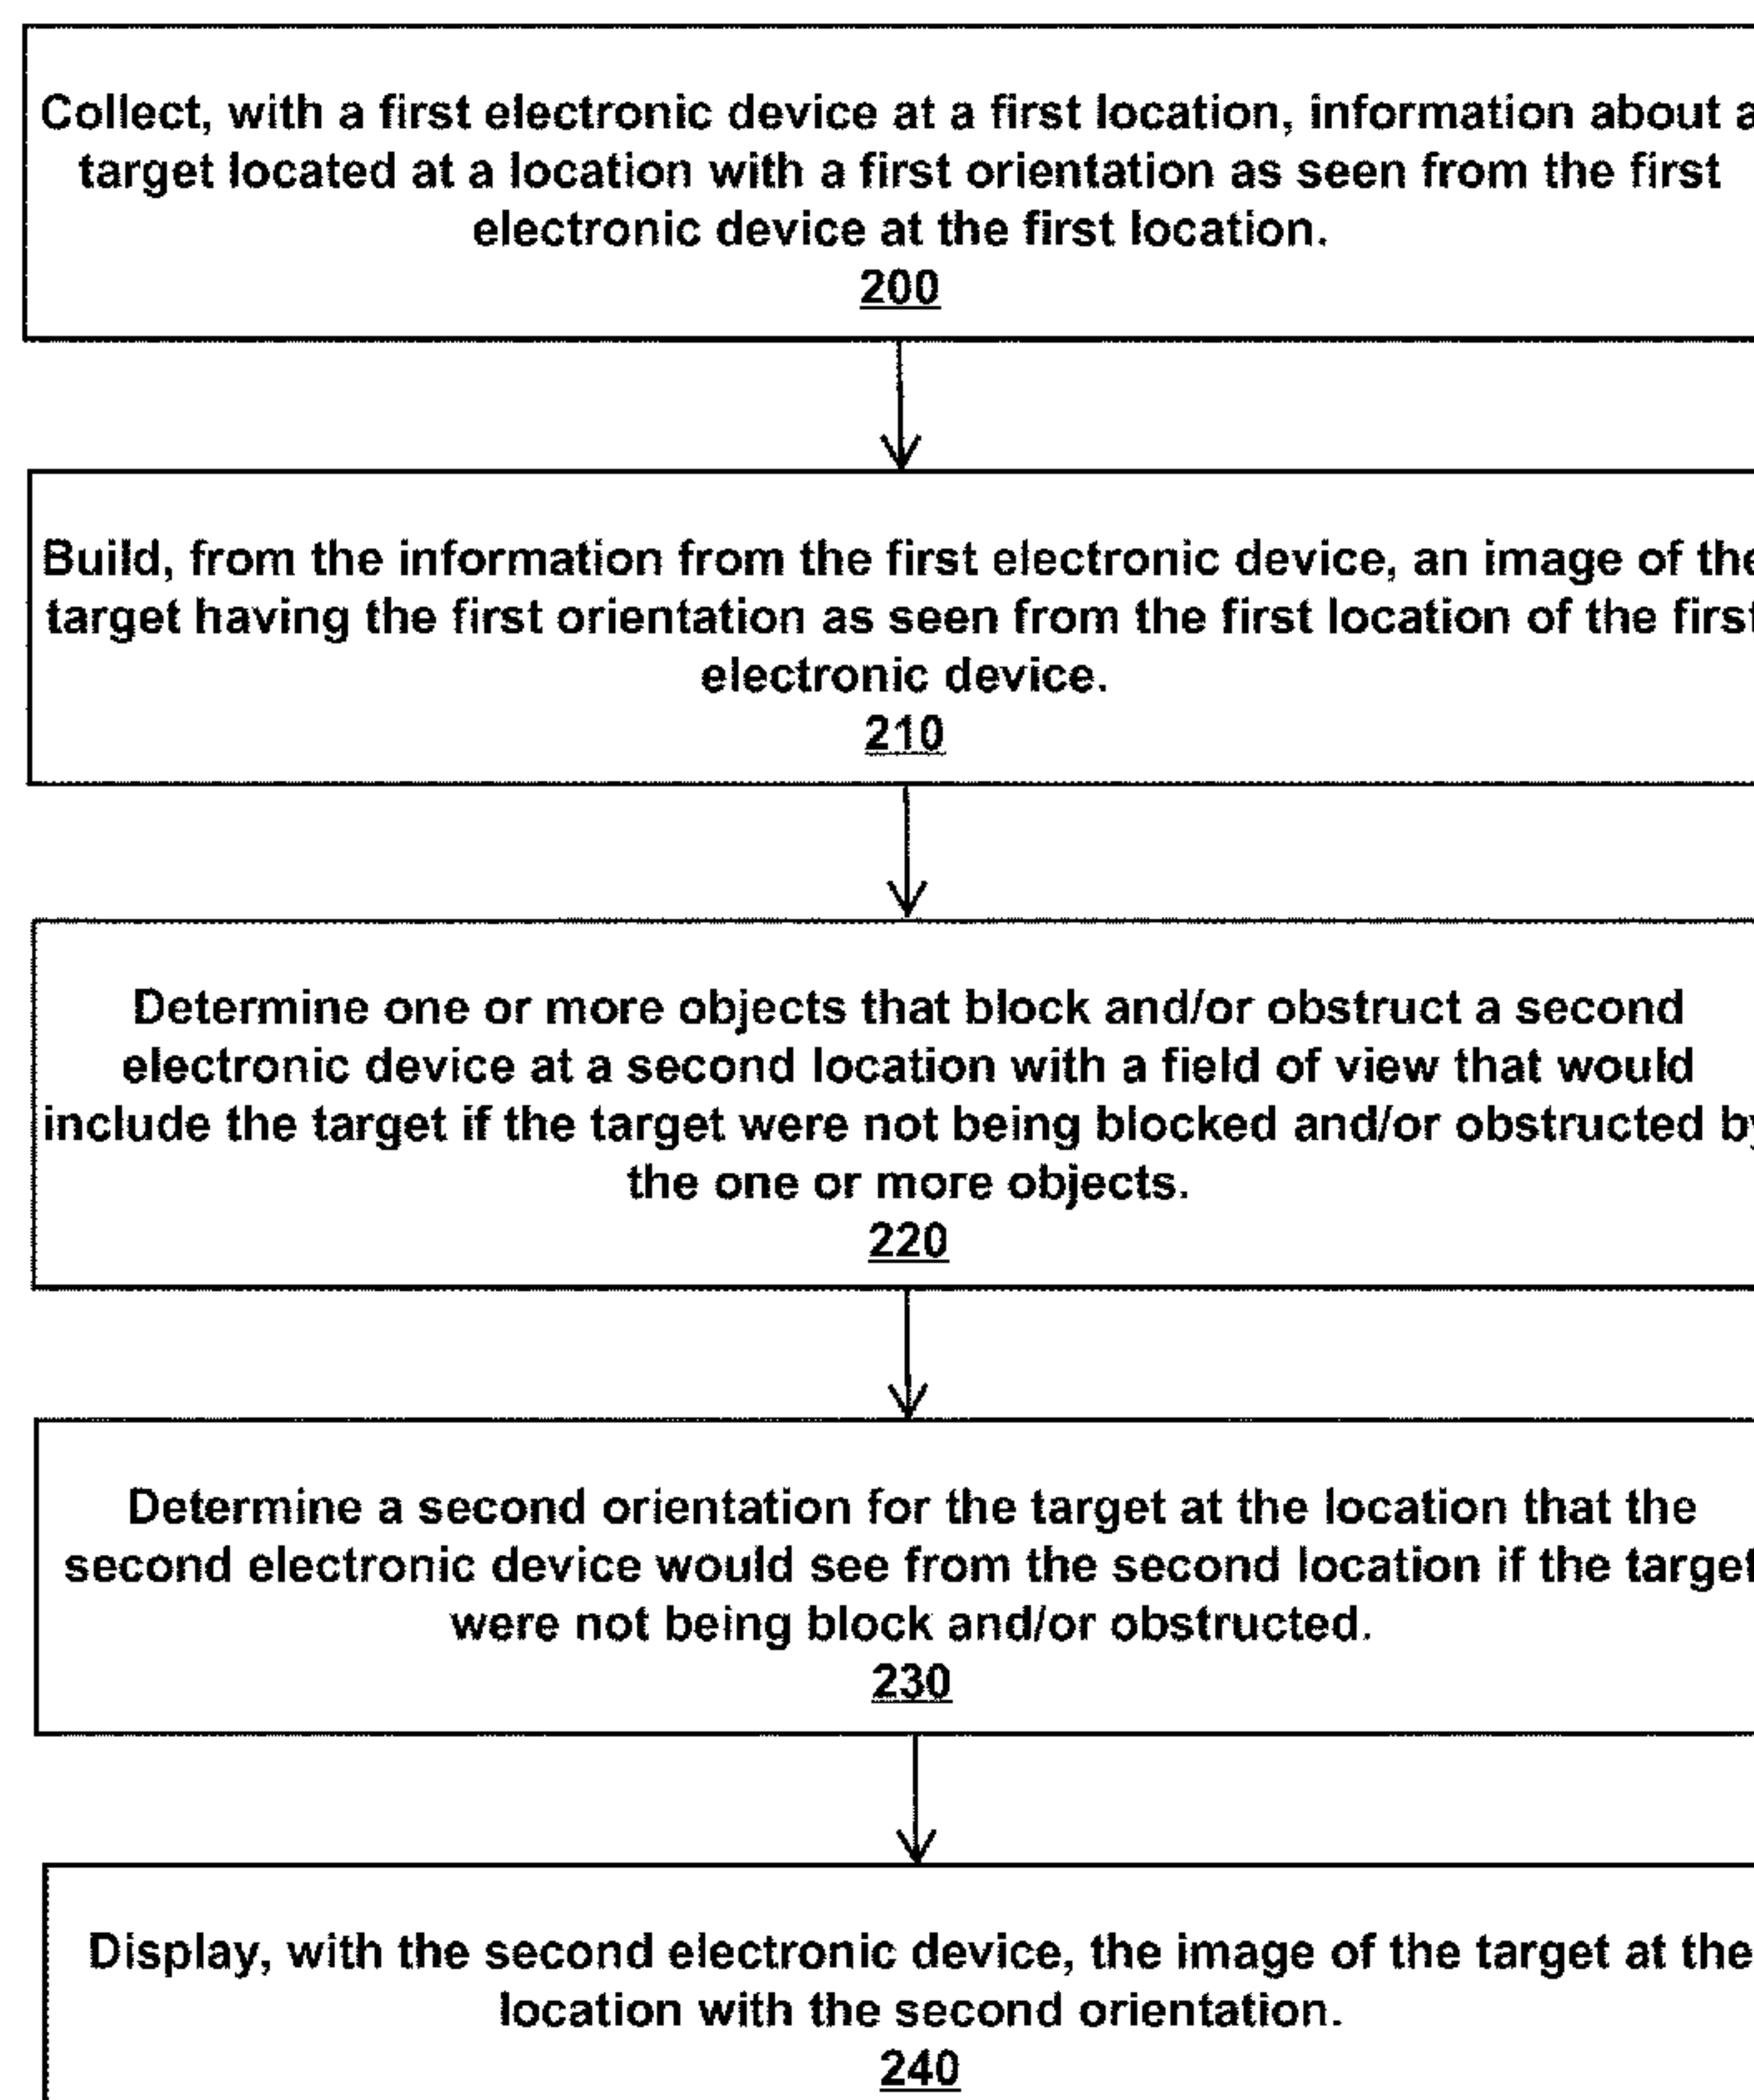 Collect, with a first electronic device at a first location, information about a
target located at a location with a first orientation as seen from the first
electronic device at the first location.
200
Build, from the information from the first electronic device, an image of the
target having the first orientation as seen from the first location of the first
electronic device.
210
Determine one or more objects that block and/or obstruct a second
electronic device at a second location with a field of view that would
include the target if the target were not being blocked and/or obstructed by
the one or more objects.
220
Determine a second orientation for the target at the location that the
second electronic device would see from the second location if the target
were not being block and/or obstructed.
230
Display, with the second electronic device, the image of the target at the
location with the second orientation.
240